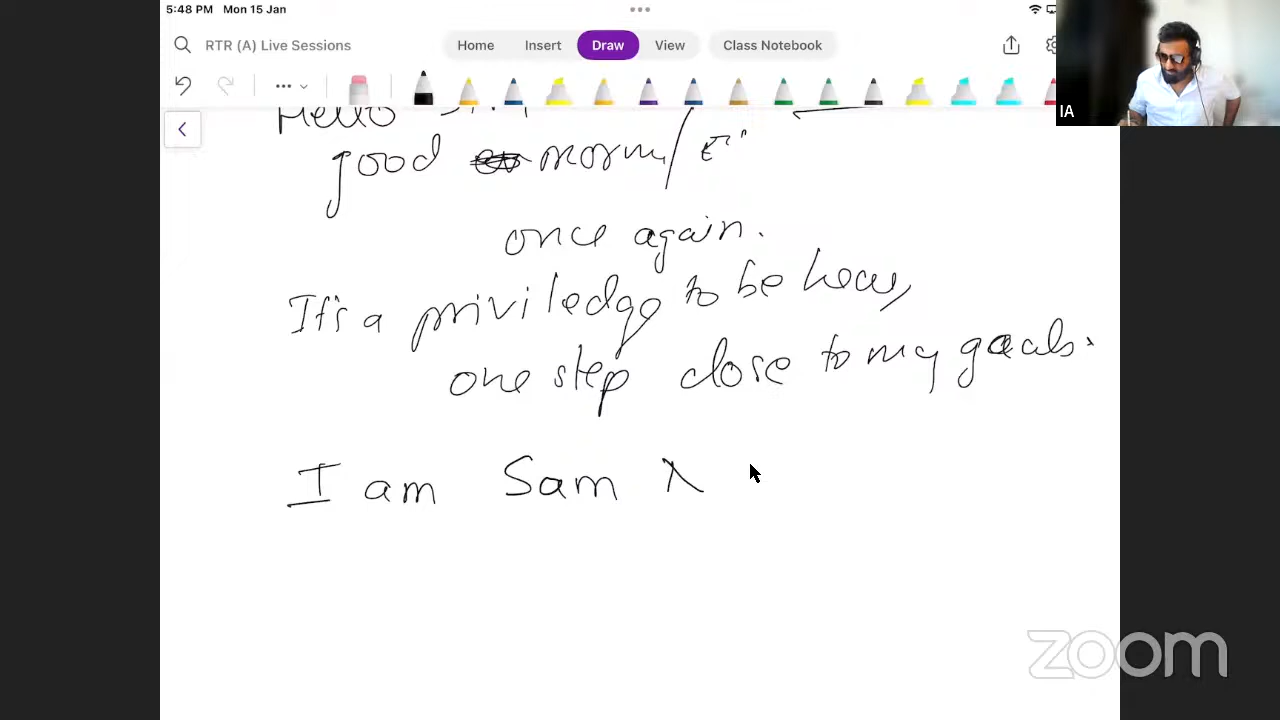 5:48 PM Mon 15 Jan
RTR (A) Live Sessions
Home Insert Draw View Class Notebook
IA
Hello
good morn/
once again.
It's a priviledge to be here,
one step close to my goals.
I am Sam
zoom